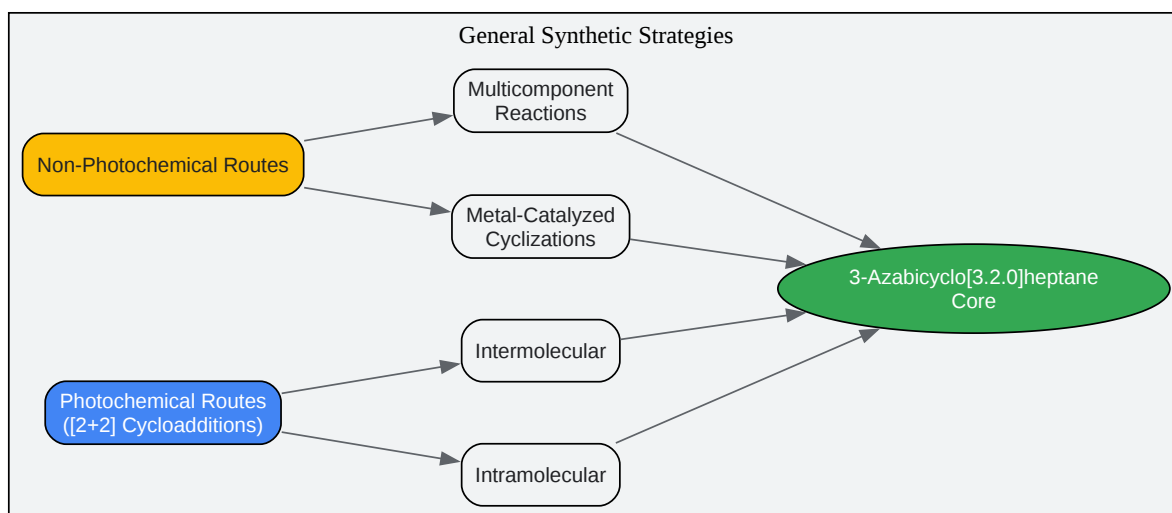 General Synthetic Strategies
Multicomponent
Reactions
Non-Photochemical Routes
Metal-Catalyzed
Cyclizations
3-Azabicyclo[3.2.0]heptane
Core
Intermolecular
Photochemical Routes
([2+2] Cycloadditions)
Intramolecular